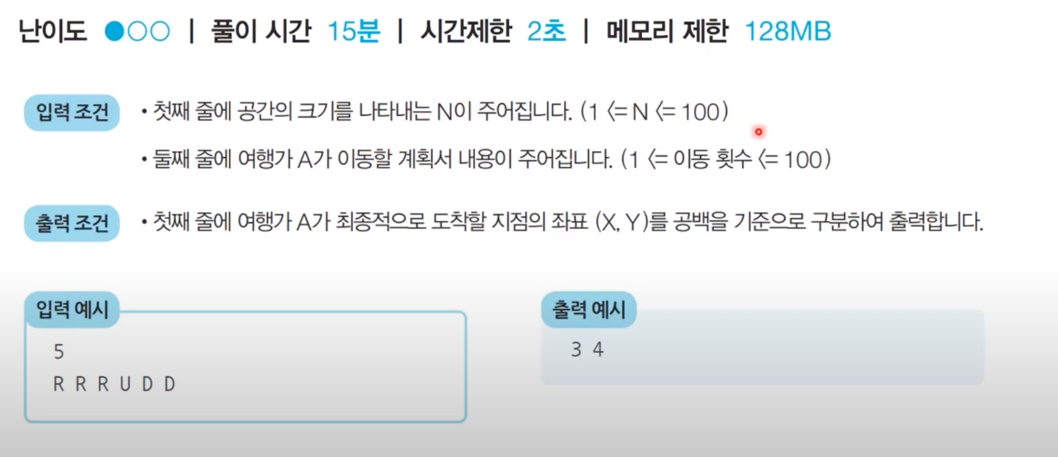 난이도 ●○○ | 풀이 시간 15분 | 시간제한 2초 | 메모리 제한 128MB
입력 조건
• 첫째 줄에 공간의 크기를 나타내는 N이 주어집니다. (1 <= N <= 100)
• 둘째 줄에 여행가 A가 이동할 계획서 내용이 주어집니다. (1 <= 이동 횟수 <= 100)
출력 조건
• 첫째 줄에 여행가 A가 최종적으로 도착할 지점의 좌표 (X, Y)를 공백을 기준으로 구분하여 출력합니다.
입력 예시
5
R R R U D D
출력 예시
3 4